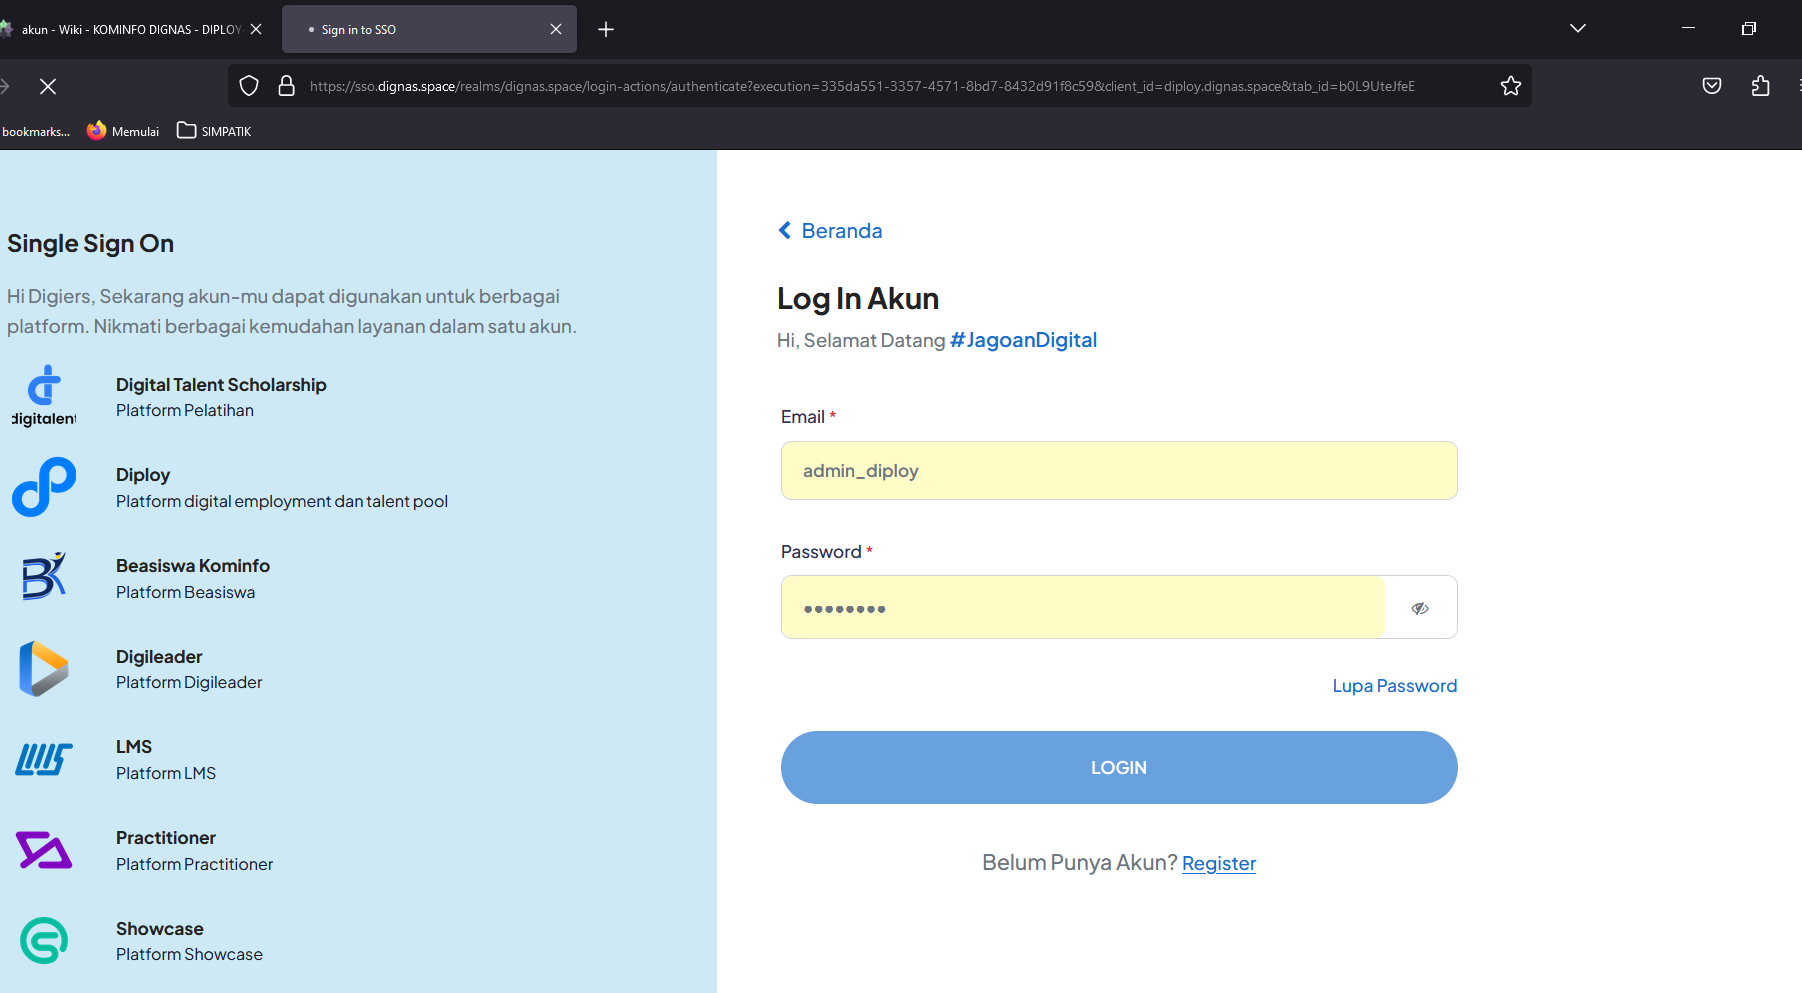 akun - Wiki - KOMINFO DIGNAS - DIPLOY
Sign in to SSO
https://sso.dignas.space/realms/dignas.space/login-actions/authenticate?execution=335da551-3357-4571-8bd7-8432d91f8c59&client_id=diploy.dignas.space&tab_id=b0L9UteJfeE
bookmarks...
Memulai
SIMPATIK
Single Sign On
Hi Digiers, Sekarang akun-mu dapat digunakan untuk berbagai
platform. Nikmati berbagai kemudahan layanan dalam satu akun.
digitalent
Digital Talent Scholarship
Platform Pelatihan
Diploy
Platform digital employment dan talent pool
BK
Beasiswa Kominfo
Platform Beasiswa
Digileader
Platform Digileader
LMS
LMS
Platform LMS
Practitioner
Platform Practitioner
Showcase
Platform Showcase
Beranda
Log In Akun
Hi, Selamat Datang #JagoanDigital
Email *
admin_diploy
Password *
••••••••
Lupa Password
LOGIN
Belum Punya Akun? Register